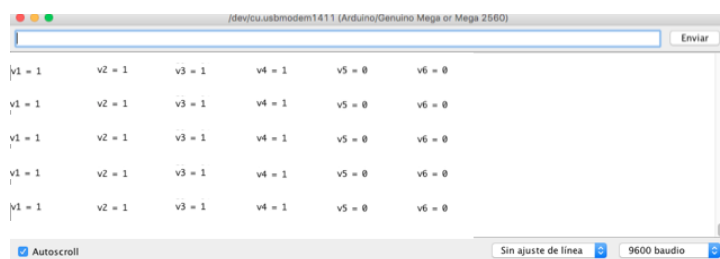 /dev/cu.usbmodem1411 (Arduino/Genuino Mega or Mega 2560)
Enviar
v1 = 1 v2 = 1 v3 = 1 v4 = 1 v5 = 0 v6 = 0
v1 = 1 v2 = 1 v3 = 1 v4 = 1 v5 = 0 v6 = 0
v1 = 1 v2 = 1 v3 = 1 v4 = 1 v5 = 0 v6 = 0
v1 = 1 v2 = 1 v3 = 1 v4 = 1 v5 = 0 v6 = 0
v1 = 1 v2 = 1 v3 = 1 v4 = 1 v5 = 0 v6 = 0
Autoscroll Sin ajuste de línea 9600 baudio